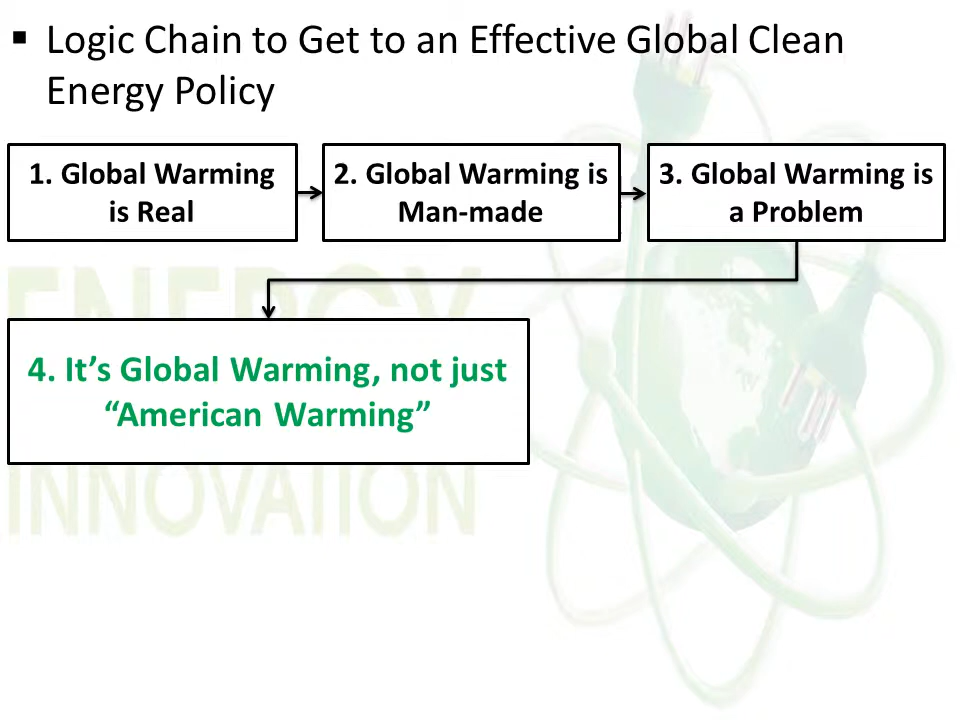 ▪ Logic Chain to Get to an Effective Global Clean
Energy Policy
1. Global Warming
is Real
2. Global Warming is
Man-made
3. Global Warming is
a Problem
4. It’s Global Warming, not just
“American Warming”
ENERGY
INNOVATION